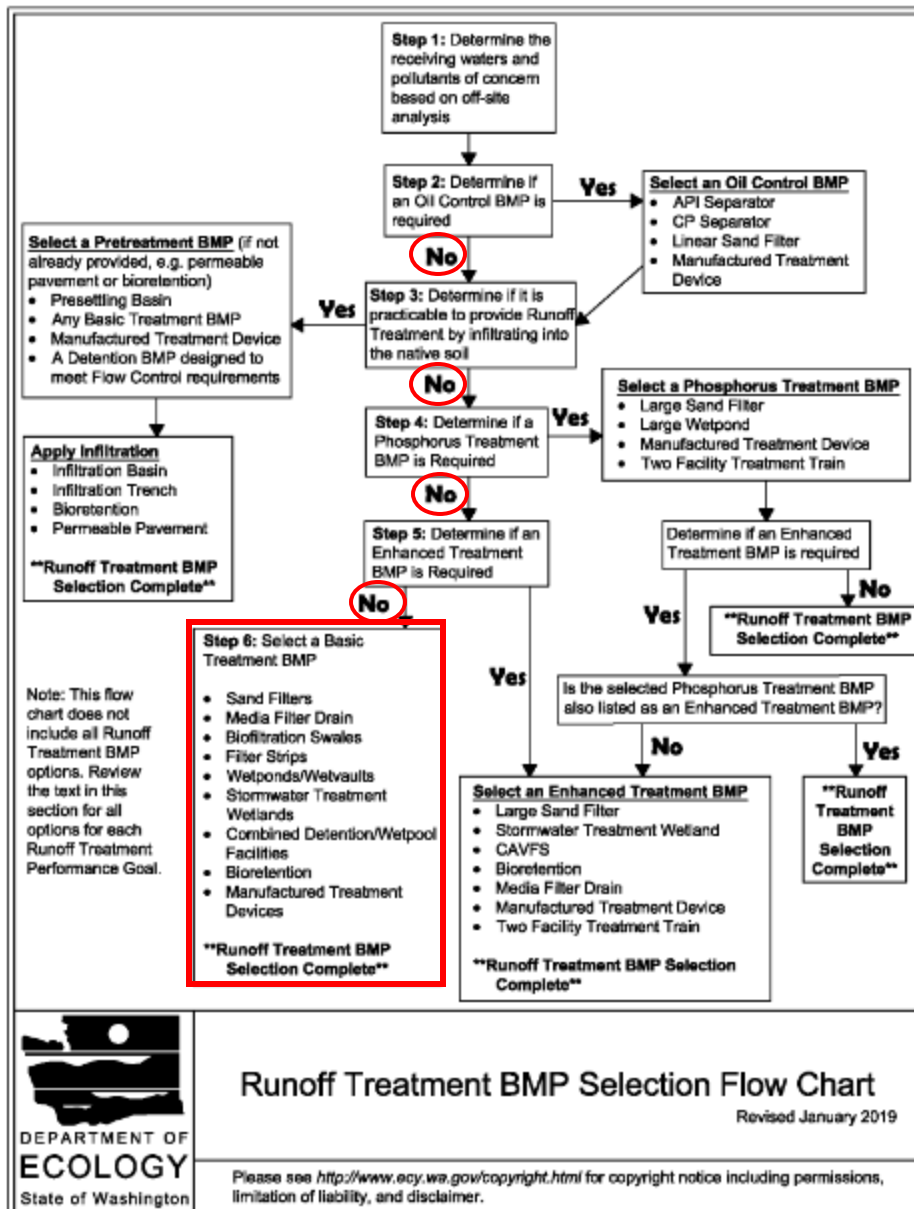 Step 1: Determine the
receiving waters and
pollutants of concern
based on off-site
analysis
Step 2: Determine if
an Oil Control BMP is
required
Yes
Select an Oil Control BMP
• API Separator
• CP Separator
• Linear Sand Filter
• Manufactured Treatment
Device
No
Select a Pretreatment BMP (if not
already provided, e.g. permeable
pavement or bioretention)
• Presettling Basin
• Any Basic Treatment BMP
• Manufactured Treatment Device
• A Detention BMP designed to
meet Flow Control requirements
Yes
Step 3: Determine if it is
practicable to provide Runoff
Treatment by infiltrating into
the native soil
No
Apply Infiltration
• Infiltration Basin
• Infiltration Trench
• Bioretention
• Permeable Pavement
**Runoff Treatment BMP
Selection Complete**
Step 4: Determine if a
Phosphorus Treatment
BMP is Required
Yes
Select a Phosphorus Treatment BMP
• Large Sand Filter
• Large Wetpond
• Manufactured Treatment Device
• Two Facility Treatment Train
No
Step 5: Determine if an
Enhanced Treatment
BMP is Required
Determine if an Enhanced
Treatment BMP is required
No
**Runoff Treatment BMP
Selection Complete**
Yes
Is the selected Phosphorus Treatment BMP
also listed as an Enhanced Treatment BMP?
No
Yes
**Runoff
Treatment
BMP
Selection
Complete**
No
Yes
Step 6: Select a Basic
Treatment BMP
• Sand Filters
• Media Filter Drain
• Biofiltration Swales
• Filter Strips
• Wetponds/Wetvaults
• Stormwater Treatment
Wetlands
• Combined Detention/Wetpool
Facilities
• Bioretention
• Manufactured Treatment
Devices
**Runoff Treatment BMP
Selection Complete**
Select an Enhanced Treatment BMP
• Large Sand Filter
• Stormwater Treatment Wetland
• CAVFS
• Bioretention
• Media Filter Drain
• Manufactured Treatment Device
• Two Facility Treatment Train
**Runoff Treatment BMP Selection
Complete**
Note: This flow
chart does not
include all Runoff
Treatment BMP
options. Review
the text in this
section for all
options for each
Runoff Treatment
Performance Goal.
DEPARTMENT OF
ECOLOGY
State of Washington
Runoff Treatment BMP Selection Flow Chart
Revised January 2019
Please see http://www.ecy.wa.gov/copyright.html for copyright notice including permissions,
limitation of liability, and disclaimer.